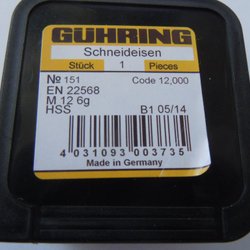 GUHRING
Schneideisen
Stück 1 Pieces
№ 151 Code 12,000
EN 22568
M 12 6g
HSS B1 05/14
4 031093 003735
Made in Germany